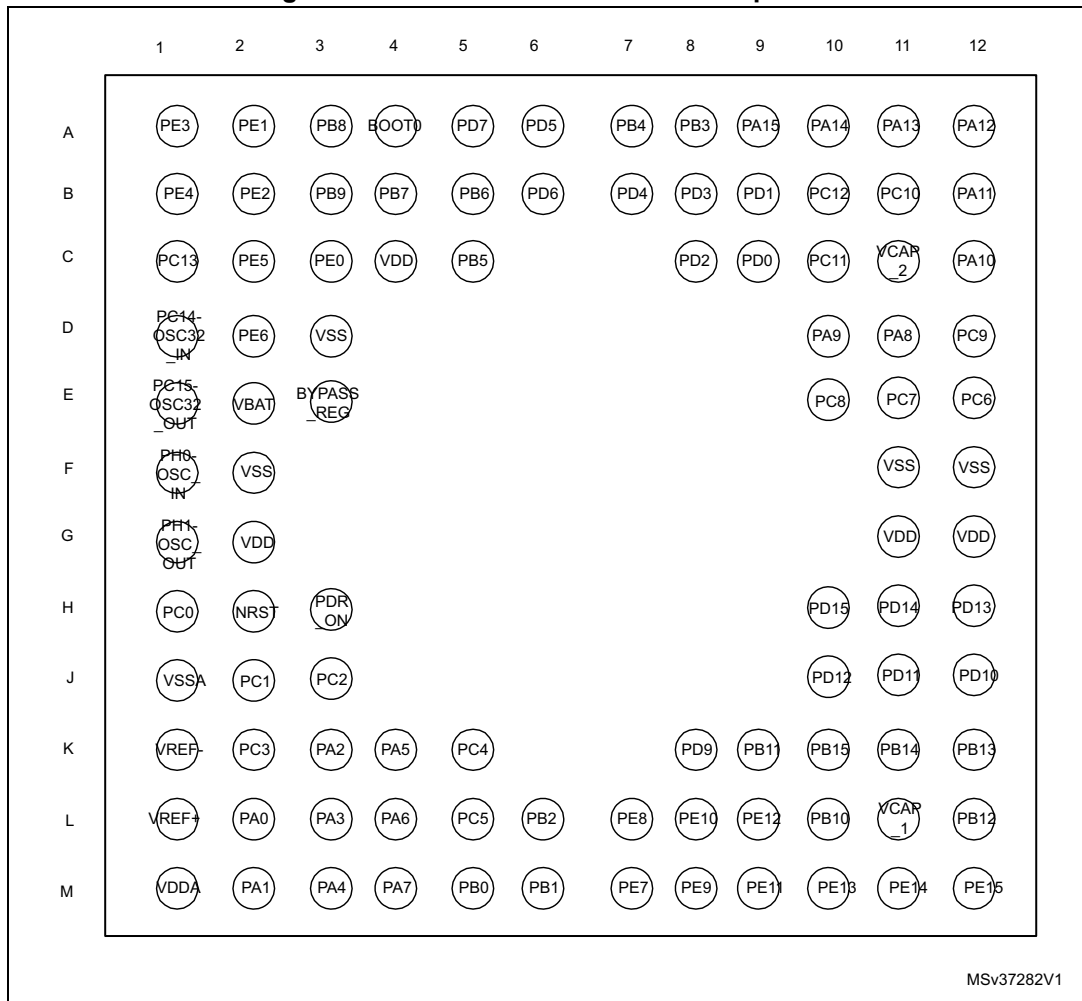 1 2 3 4 5 6 7 8 9 10 11 12
A PE3 PE1 PB8 BOOT0 PD7 PD5 PB4 PB3 PA15 PA14 PA13 PA12
B PE4 PE2 PB9 PB7 PB6 PD6 PD4 PD3 PD1 PC12 PC10 PA11
C PC13 PE5 PE0 VDD PB5 PD2 PD0 PC11 VCAP_2 PA10
D PC14-OSC32_IN PE6 VSS PA9 PA8 PC9
E PC15-OSC32_OUT VBAT BYPASS_REG PC8 PC7 PC6
F PH0-OSC_IN VSS VSS VSS
G PH1-OSC_OUT VDD VDD VDD
H PC0 NRST PDR_ON PD15 PD14 PD13
J VSSA PC1 PC2 PD12 PD11 PD10
K VREF- PC3 PA2 PA5 PC4 PD9 PB11 PB15 PB14 PB13
L VREF+ PA0 PA3 PA6 PC5 PB2 PE8 PE10 PE12 PB10 VCAP_1 PB12
M VDDA PA1 PA4 PA7 PB0 PB1 PE7 PE9 PE11 PE13 PE14 PE15
MSv37282V1